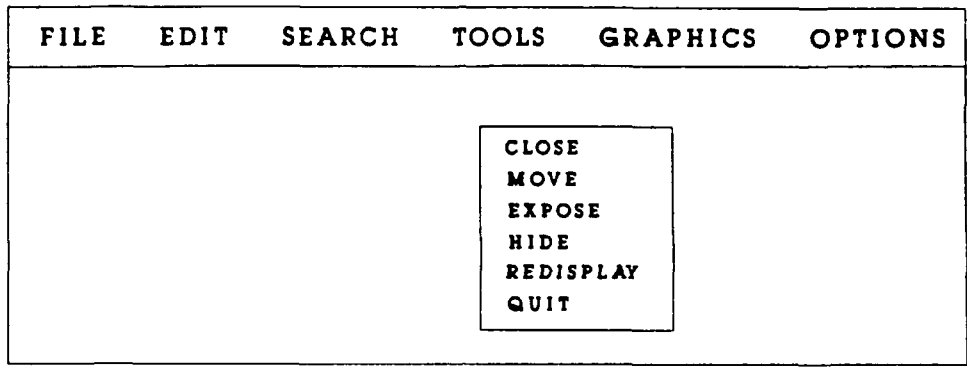 FILE EDIT SEARCH TOOLS GRAPHICS OPTIONS
CLOSE
MOVE
EXPOSE
HIDE
REDISPLAY
QUIT